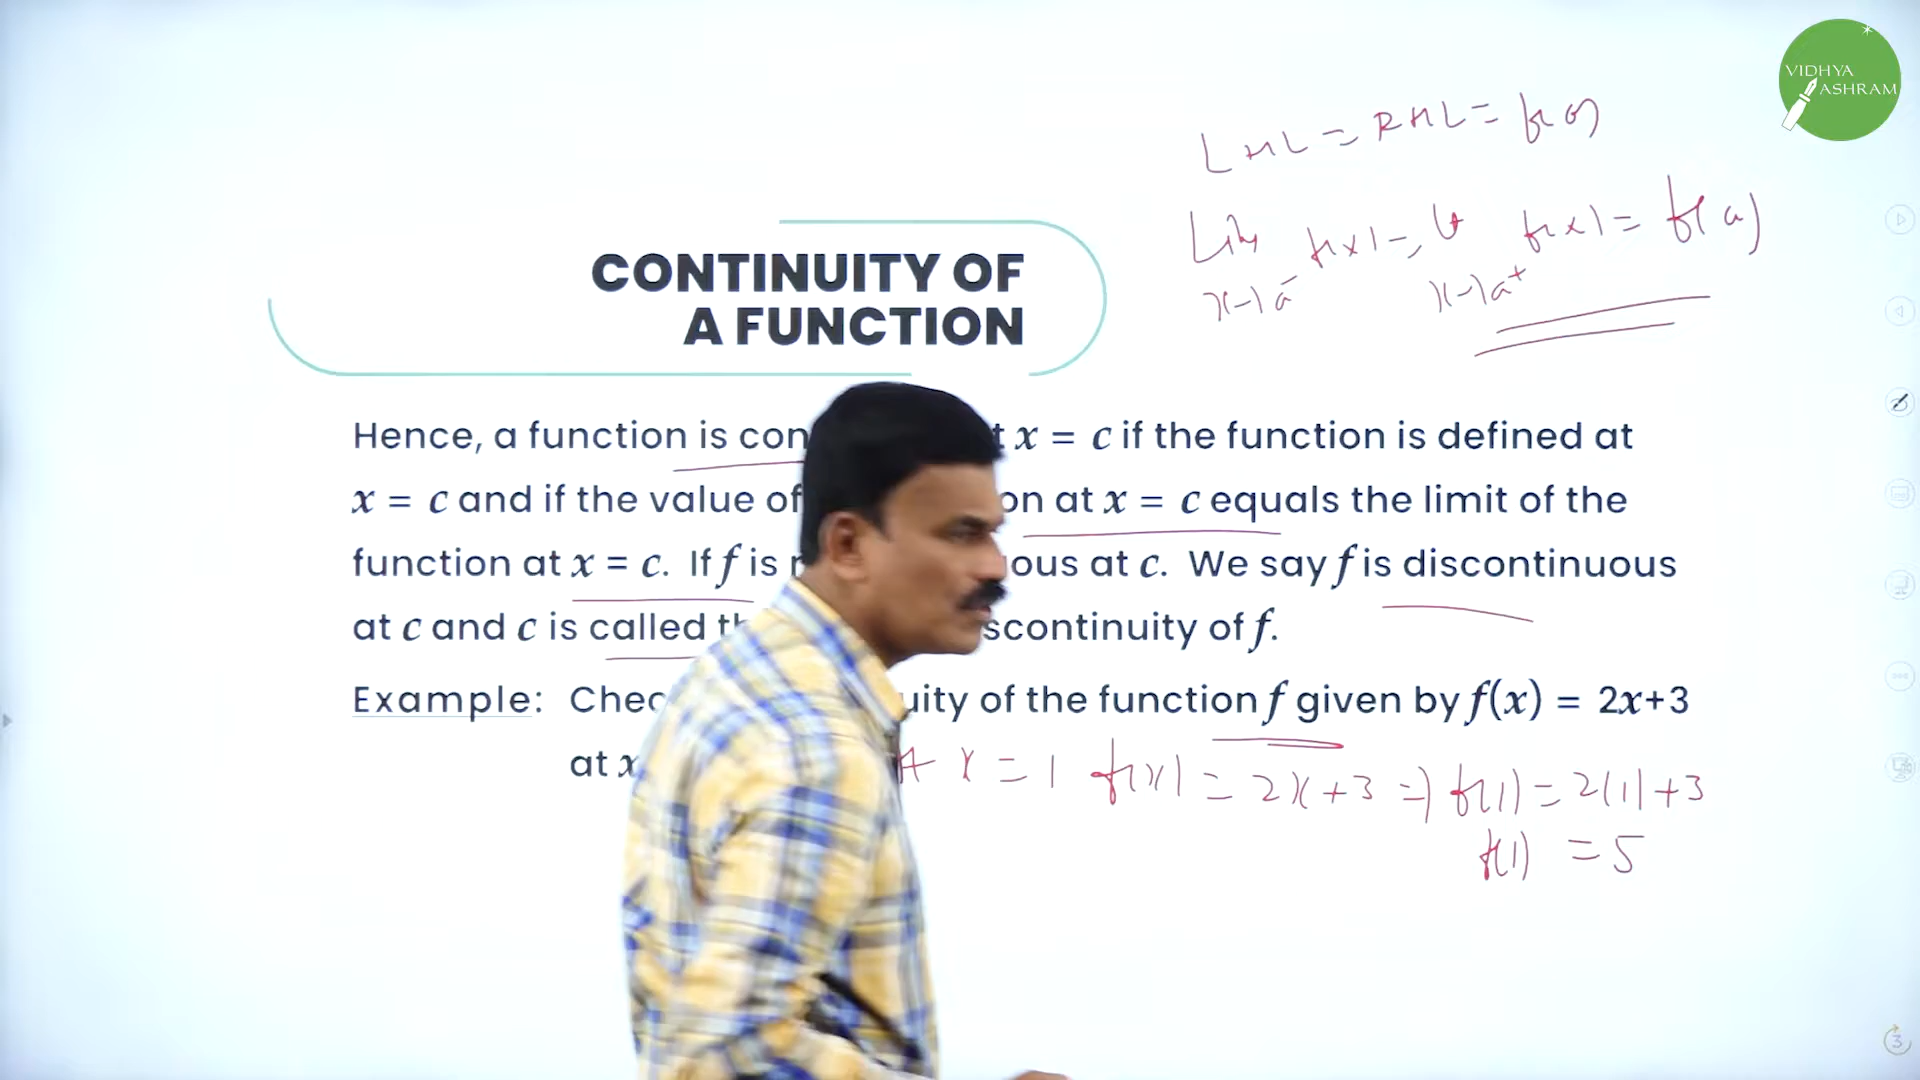 VIDHYA
ASHRAM
LHL = RHL =
Lim f(x) = Lt f(x) = f(a)
x→a⁻ x→a⁺
CONTINUITY OF
A FUNCTION
Hence, a function is con t x = c if the function is defined at
x = c and if the value of on at x = c equals the limit of the
function at x = c. If f is ous at c. We say f is discontinuous
at c and c is called th scontinuity of f.
Example: Chec uity of the function f given by f(x) = 2x+3
at x
x = 1 f(x) = 2x+3 ⇒ f(1) = 2(1)+3
f(1) = 5
3